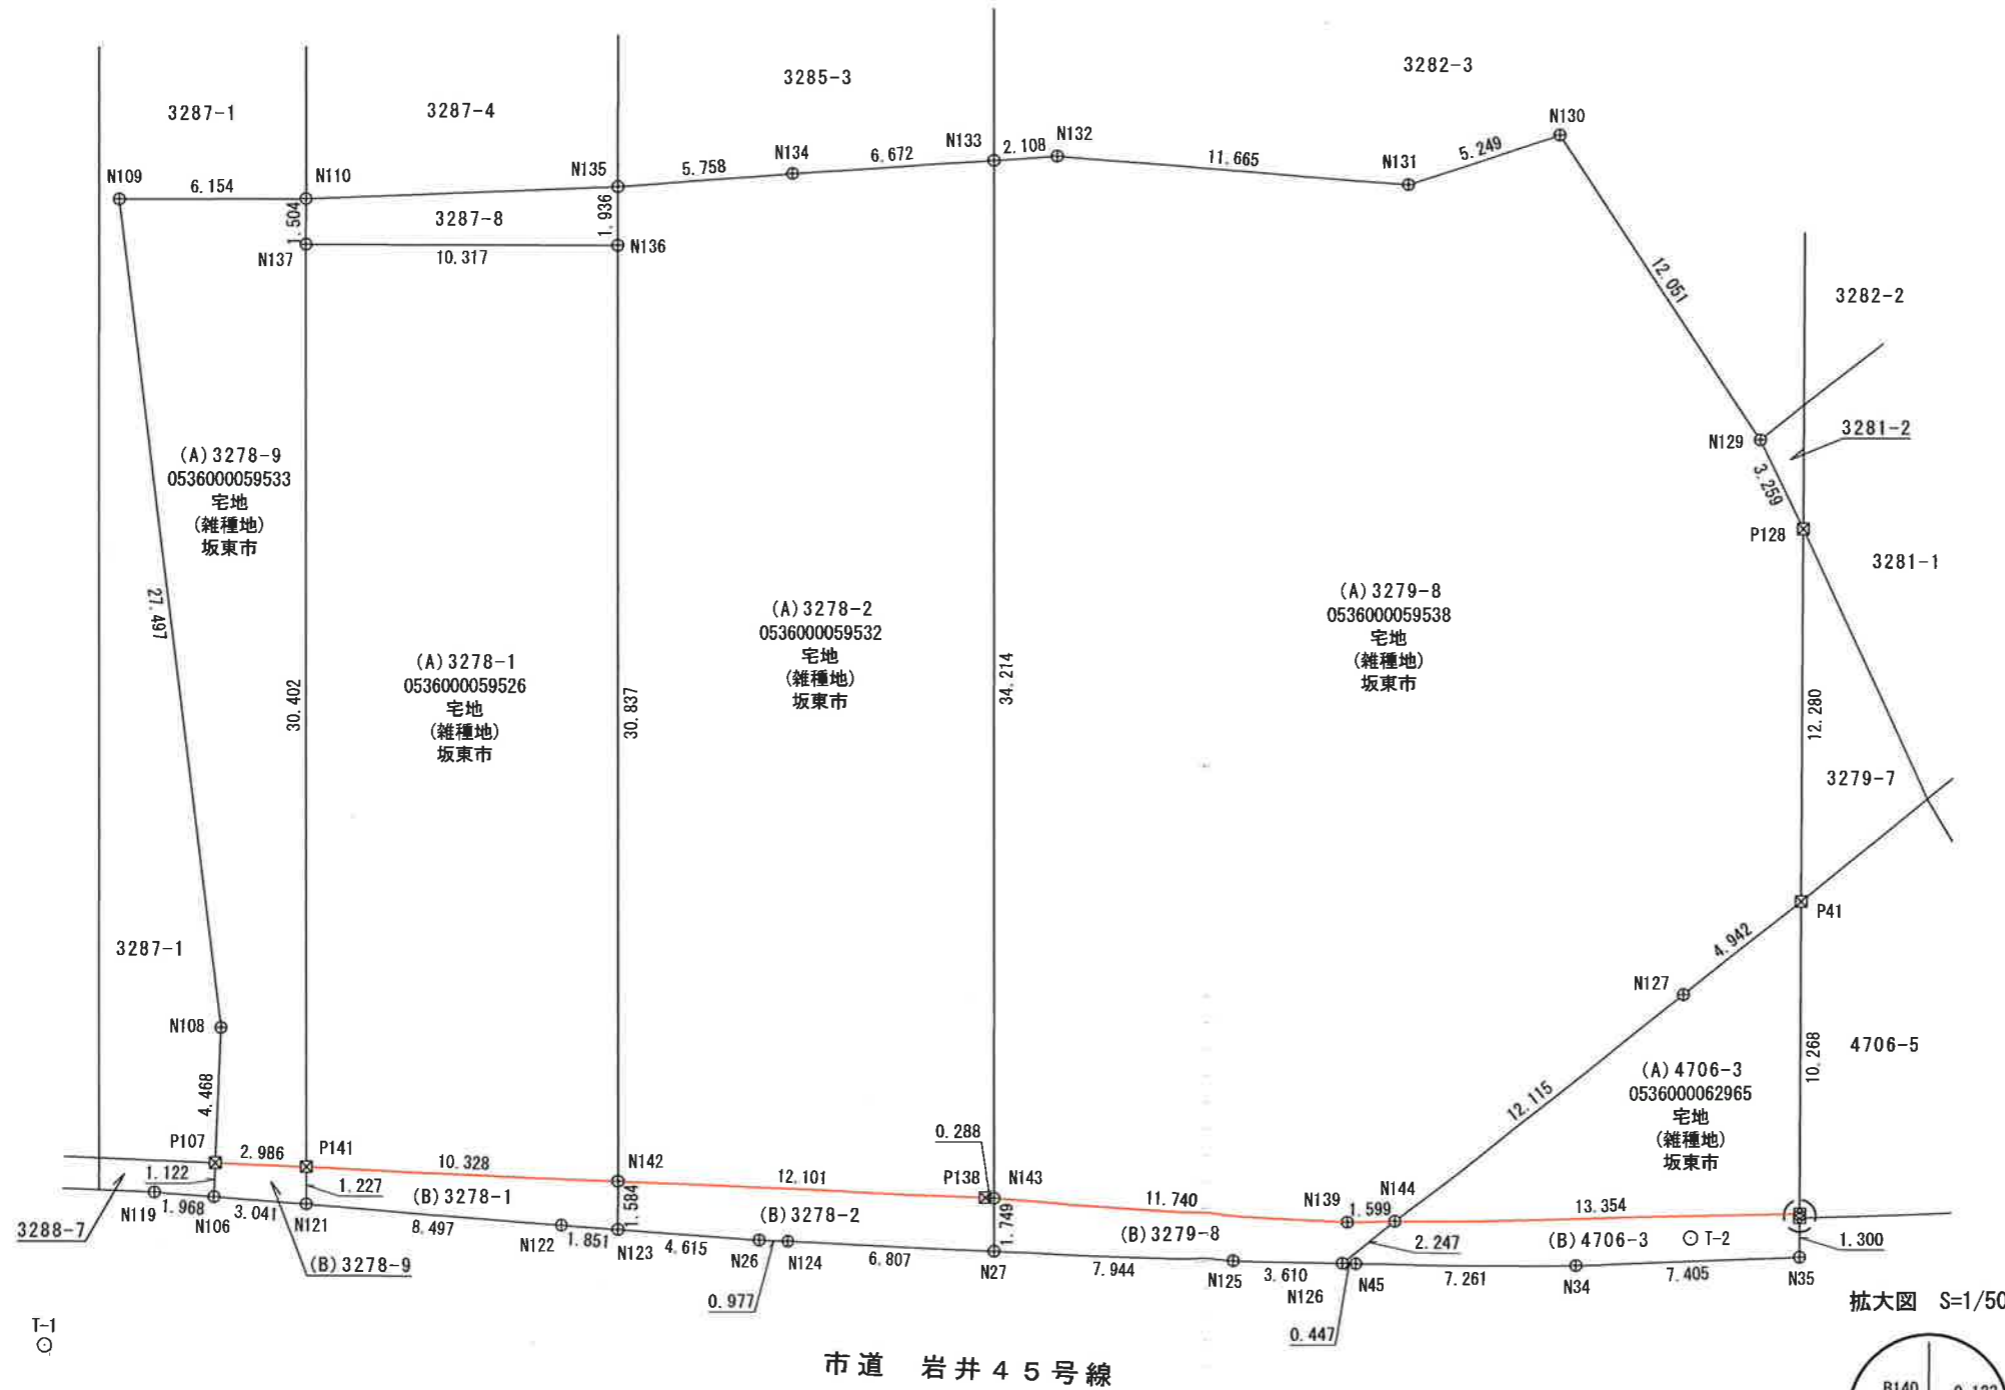 3282-3
3285-3
3287-1
3287-4
N130
N133
2.108
N132
N134
6.672
5.249
11.665
N131
N135
5.758
N109
6.154
N110
1.504
3287-8
1.936
N137
10.317
N136
12.051
3282-2
3281-2
N129
3.259
P128
3281-1
(A)3278-9
0536000059533
宅地
(雑種地)
坂東市
27.497
(A)3279-8
0536000059538
宅地
(雑種地)
坂東市
(A)3278-2
0536000059532
宅地
(雑種地)
坂東市
(A)3278-1
0536000059526
宅地
(雑種地)
坂東市
30.402
30.837
34.214
12.280
3279-7
P41
4.942
3287-1
N127
N108
4.468
10.268
4706-5
(A)4706-3
0536000062965
宅地
(雑種地)
坂東市
12.115
0.288
P107
2.986
P141
10.328
N142
12.101
P138
N143
11.740
N139
1.599
N144
13.354
1.122
1.227
(B)3278-1
1.584
(B)3278-2
1.749
(B)3279-8
2.247
(B)4706-3
T-2
1.300
3288-7
N119
1.968
N106
3.041
N121
8.497
N122
1.851
N123
4.615
N26
N124
6.807
N27
7.944
N125
3.610
N126
N45
7.261
N34
7.405
N35
(B)3278-9
0.977
0.447
拡大図 S=1/50
T-1
市道 岩井45号線